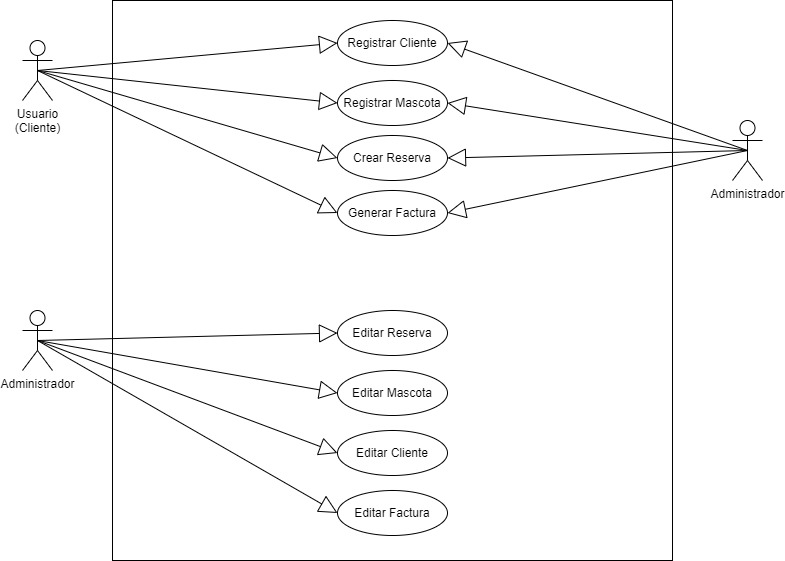 Registrar Cliente
Usuario
(Cliente)
Registrar Mascota
Crear Reserva
Administrador
Generar Factura
Administrador
Editar Reserva
Editar Mascota
Editar Cliente
Editar Factura